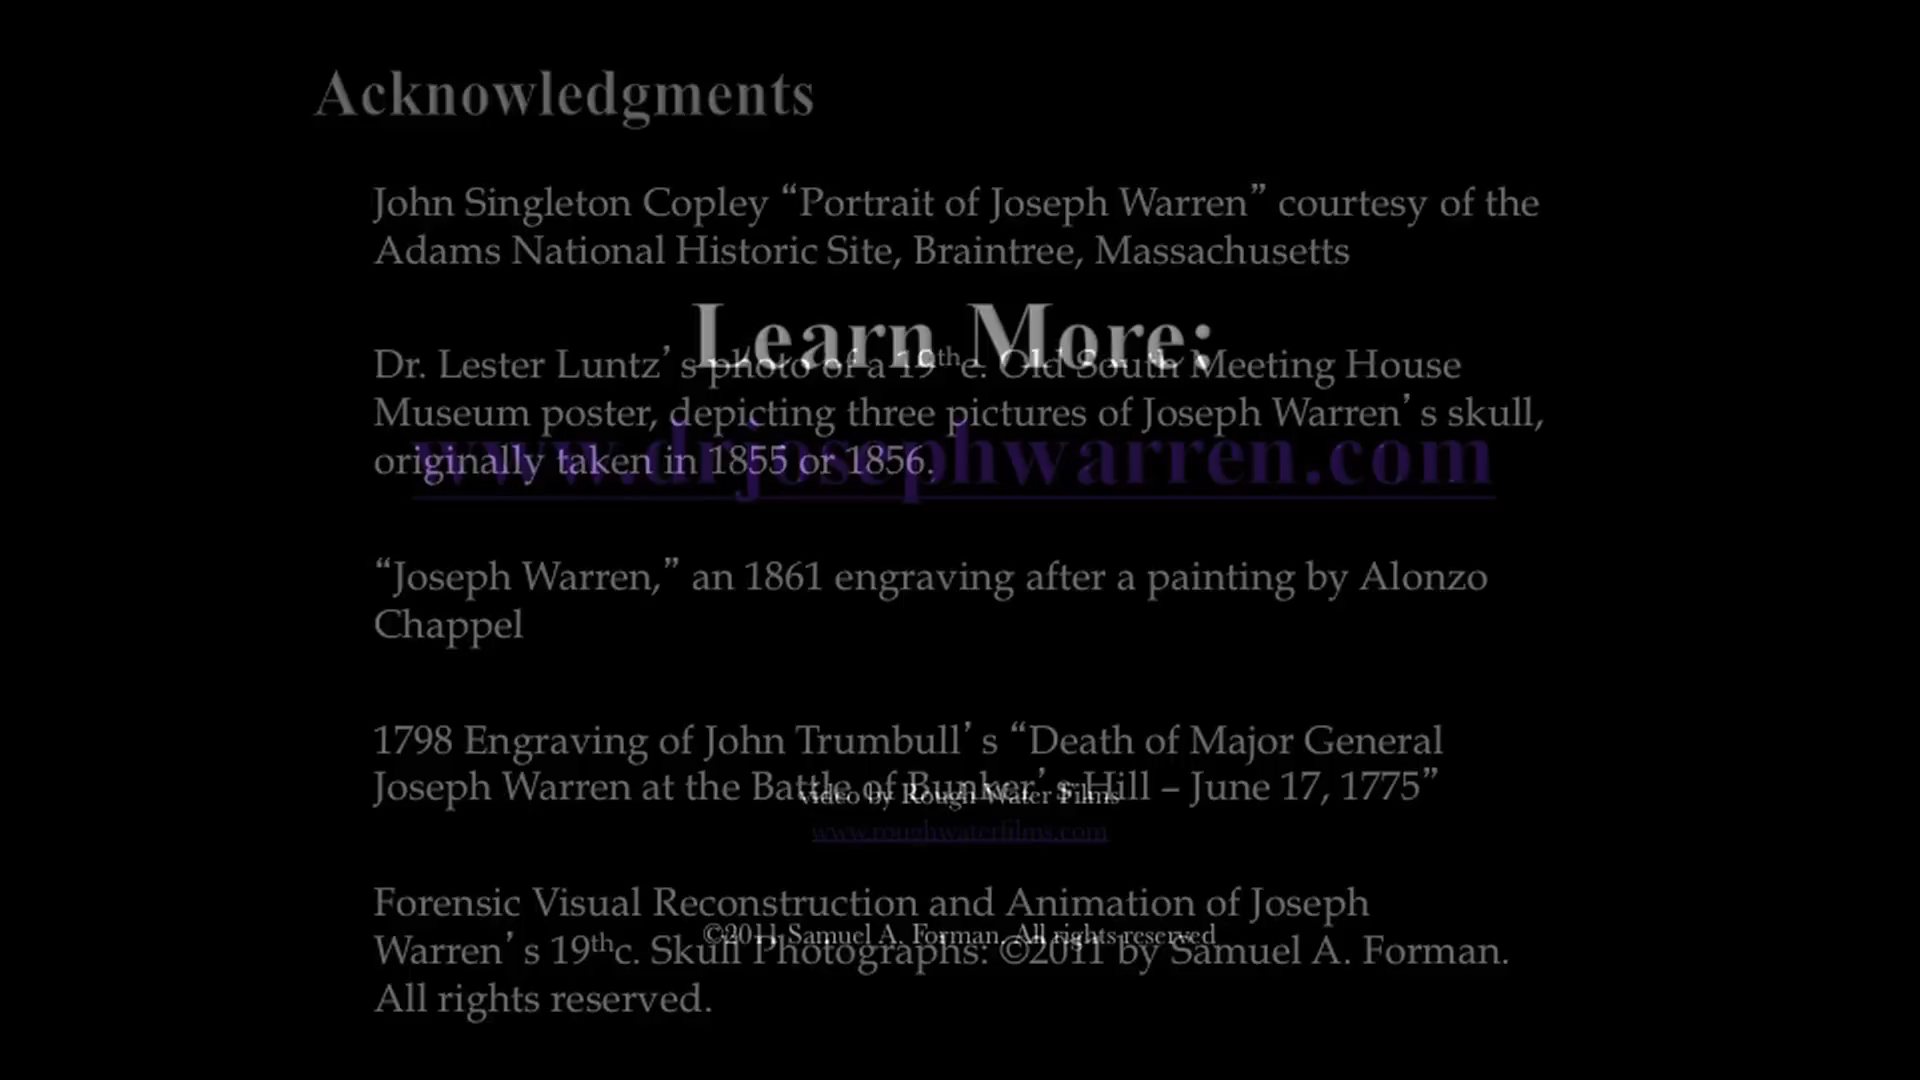 Acknowledgments
John Singleton Copley “Portrait of Joseph Warren” courtesy of the
Adams National Historic Site, Braintree, Massachusetts
Learn More:
Dr. Lester Luntz’s photo of a 19thc. Old South Meeting House
Museum poster, depicting three pictures of Joseph Warren’s skull,
www.drjosephwarren.com
originally taken in 1855 or 1856.
“Joseph Warren,” an 1861 engraving after a painting by Alonzo
Chappel
1798 Engraving of John Trumbull’s “Death of Major General
Joseph Warren at the Battle of Bunker’s Hill – June 17, 1775”
video by Rough Water Films
www.roughwaterfilms.com
Forensic Visual Reconstruction and Animation of Joseph
©2011 Samuel A. Forman. All rights reserved
Warren’s 19thc. Skull Photographs: ©2011 by Samuel A. Forman.
All rights reserved.